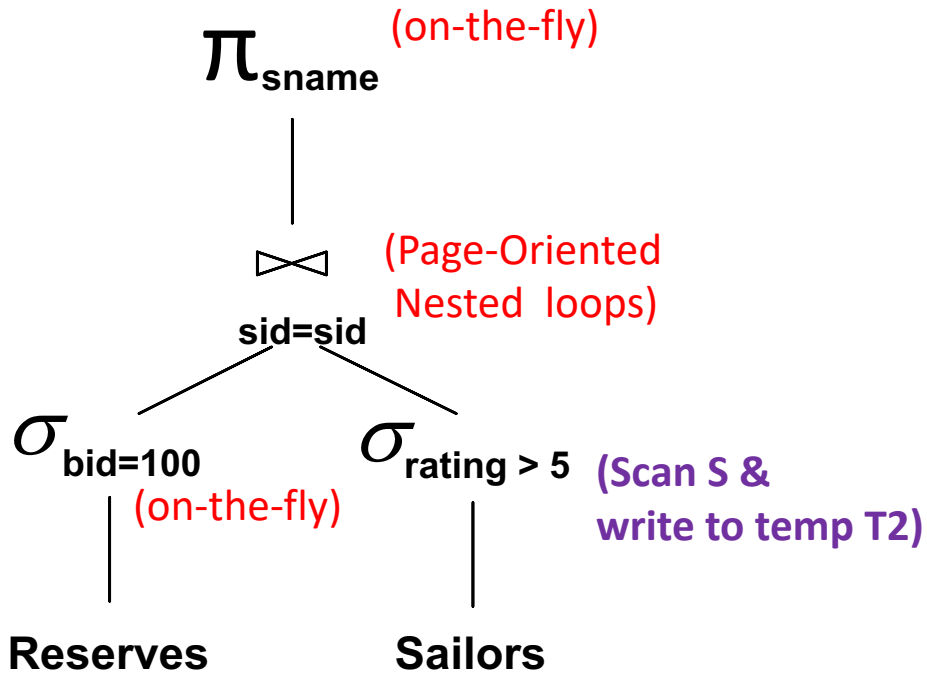 π sname (on-the-fly)
⋈ (Page-Oriented
Nested loops)
sid=sid
σ bid=100
(on-the-fly)
σ rating > 5 (Scan S &
write to temp T2)
Reserves
Sailors